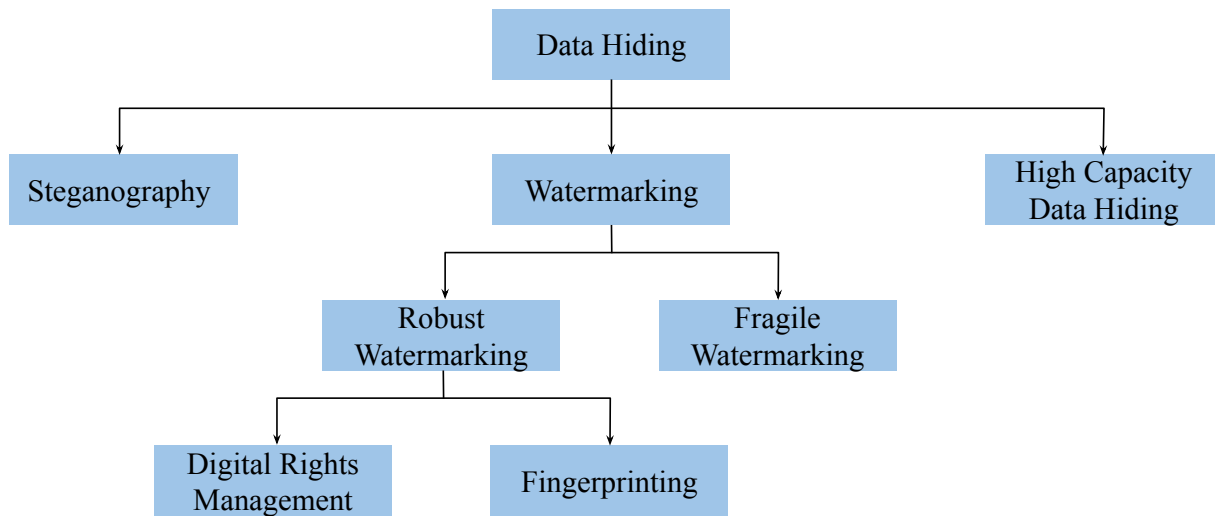 Data Hiding
Steganography
Watermarking
High Capacity
Data Hiding
Robust
Watermarking
Fragile
Watermarking
Digital Rights
Management
Fingerprinting